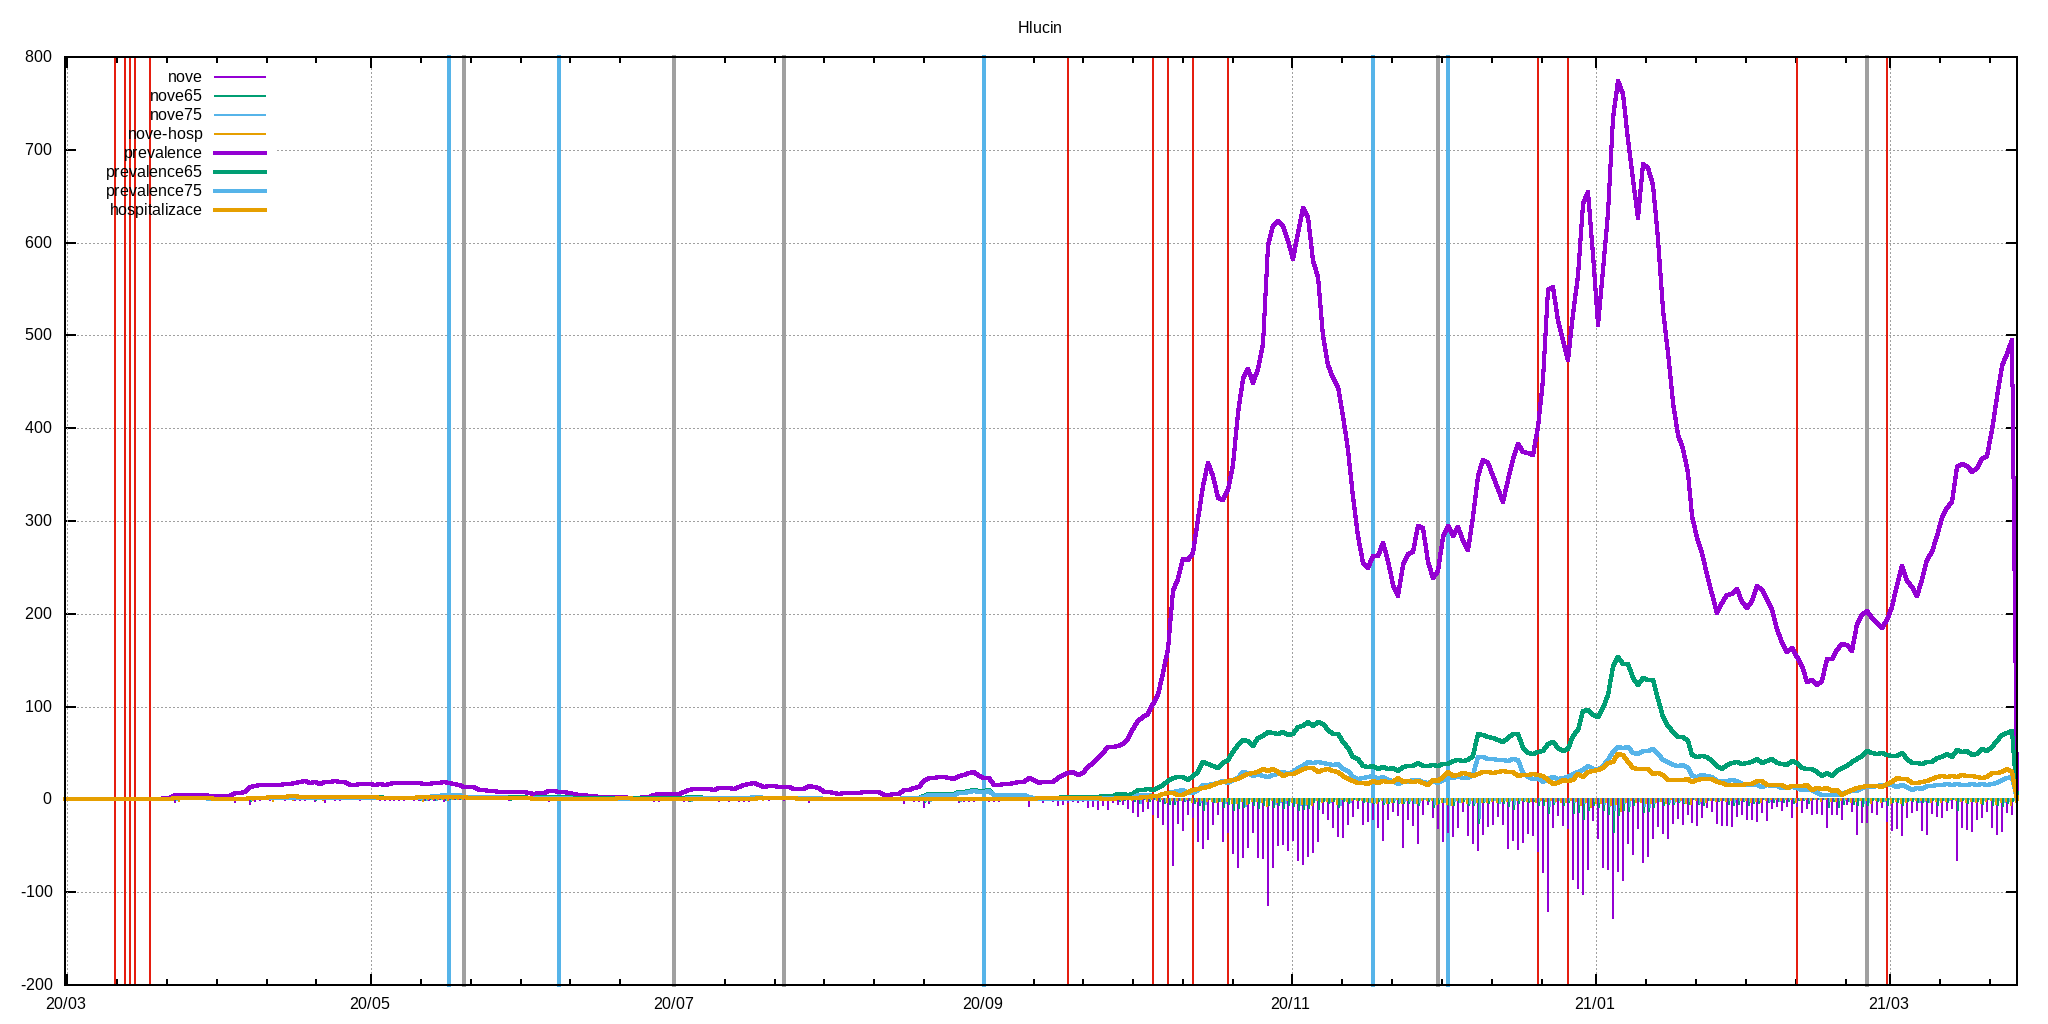 Hlucin
800
700
600
500
400
300
200
100
0
-100
-200
nove
nove65
nove75
nove-hosp
prevalence
prevalence65
prevalence75
hospitalizace
20/03 20/05 20/07 20/09 20/11 21/01 21/03